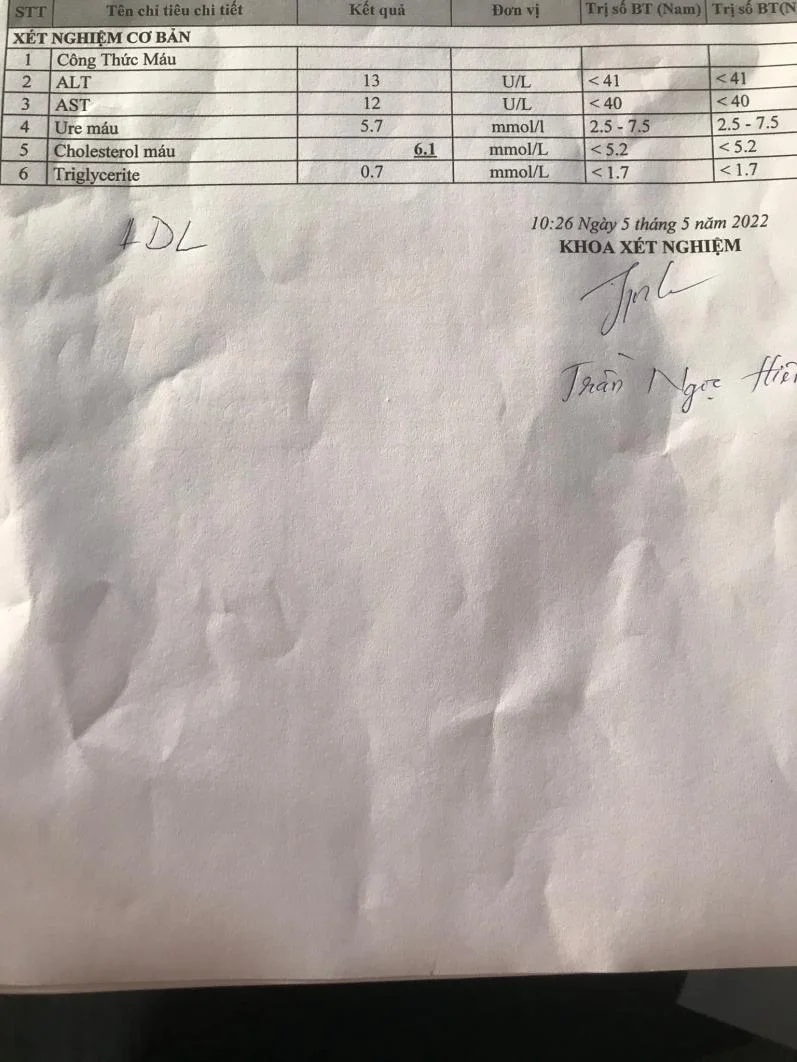 STT Tên chỉ tiêu chi tiết Kết quả Đơn vị Trị số BT (Nam) Trị số BT(N
XÉT NGHIỆM CƠ BẢN
1 Công Thức Máu
2 ALT 13 U/L < 41 < 41
3 AST 12 U/L < 40 < 40
4 Ure máu 5.7 mmol/l 2.5 - 7.5 2.5 - 7.5
5 Cholesterol máu 6.1 mmol/L < 5.2 < 5.2
6 Triglycerite 0.7 mmol/L < 1.7 < 1.7
10:26 Ngày 5 tháng 5 năm 2022
KHOA XÉT NGHIỆM
Trần Ngọc